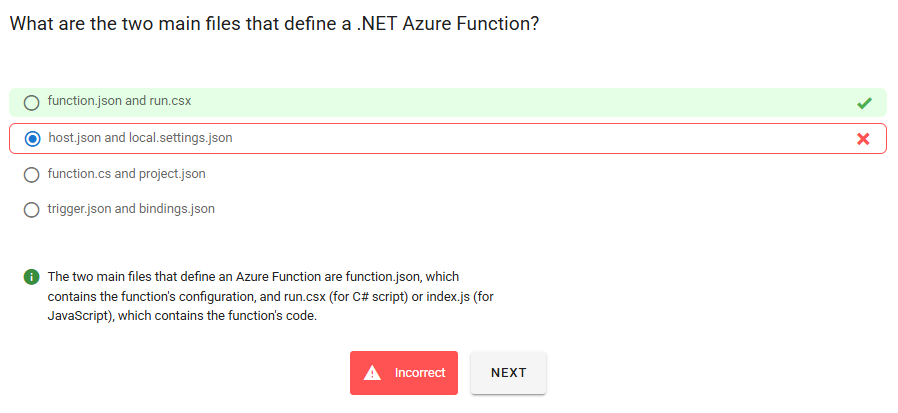 What are the two main files that define a .NET Azure Function?
function.json and run.csx
host.json and local.settings.json
function.cs and project.json
trigger.json and bindings.json
The two main files that define an Azure Function are function.json, which
contains the function's configuration, and run.csx (for C# script) or index.js (for
JavaScript), which contains the function's code.
Incorrect
NEXT